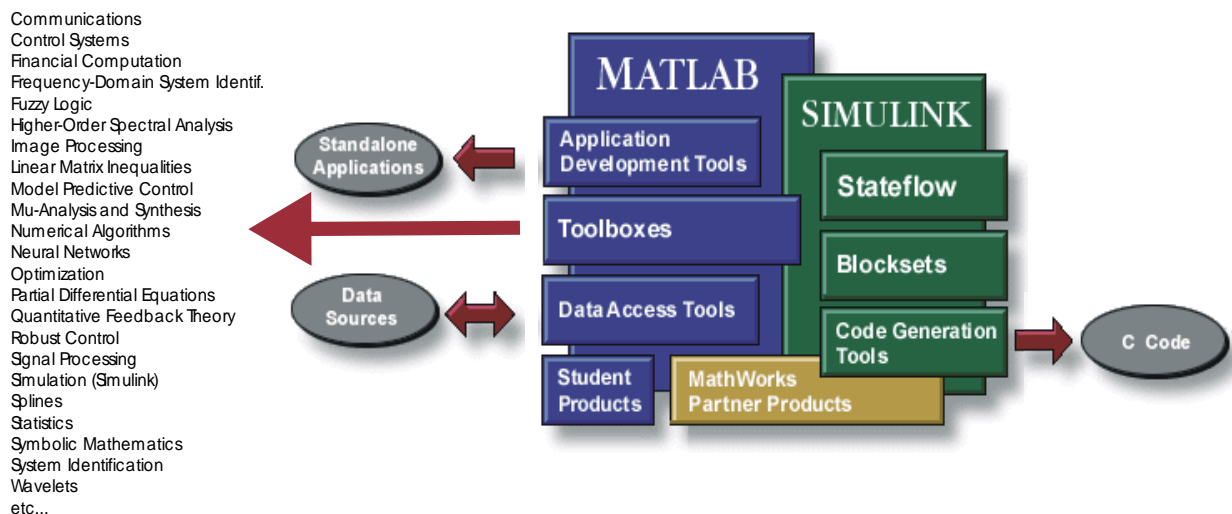 Communications
Control Systems
Financial Computation
Frequency-Domain System Identif.
Fuzzy Logic
Higher-Order Spectral Analysis
Image Processing
Linear Matrix Inequalities
Model Predictive Control
Mu-Analysis and Synthesis
Numerical Algorithms
Neural Networks
Optimization
Partial Differential Equations
Quantitative Feedback Theory
Robust Control
Signal Processing
Simulation (Simulink)
Splines
Statistics
Symbolic Mathematics
System Identification
Wavelets
etc...
Standalone
Applications
Data
Sources
MATLAB
Application
Development Tools
Toolboxes
Data Access Tools
Student
Products
MathWorks
Partner Products
SIMULINK
Stateflow
Blocksets
Code Generation
Tools
C Code